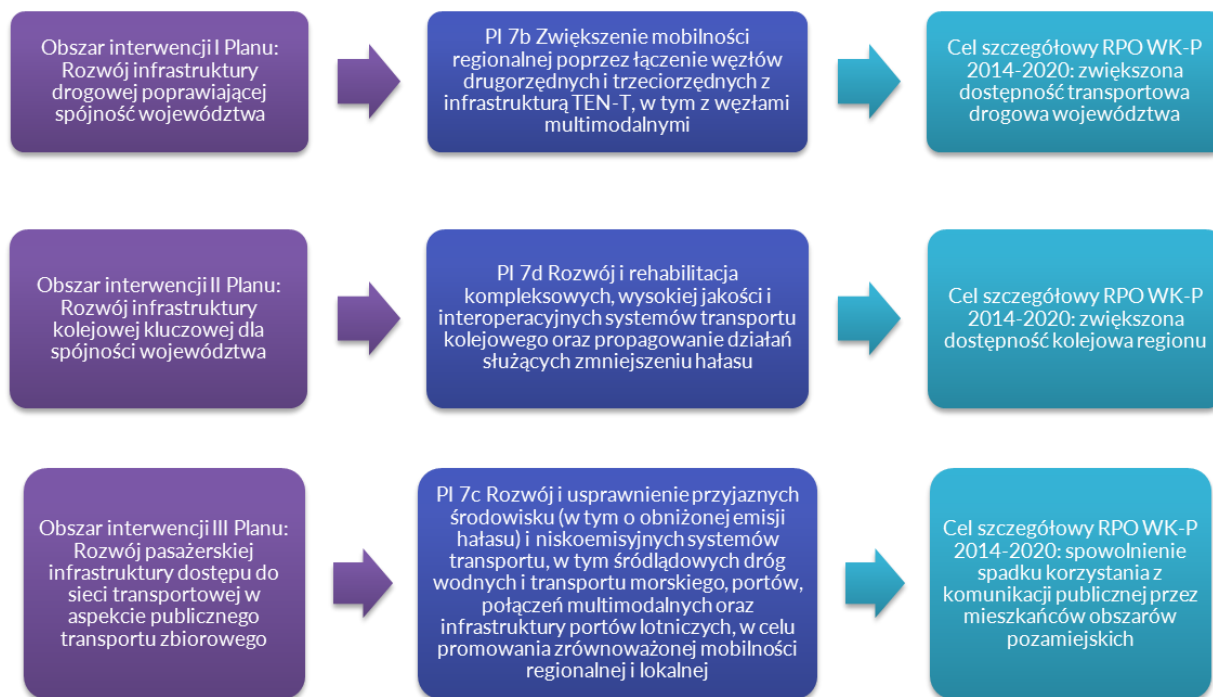 Obszar interwencji I Planu:
Rozwój infrastruktury
drogowej poprawiającej
spójność województwa
PI 7b Zwiększenie mobilności
regionalnej poprzez łączenie węzłów
drugorzędnych i trzeciorzędnych z
infrastrukturą TEN-T, w tym z węzłami
multimodalnymi
Cel szczegółowy RPO WK-P
2014-2020: zwiększona
dostępność transportowa
drogowa województwa
Obszar interwencji II Planu:
Rozwój infrastruktury
kolejowej kluczowej dla
spójności województwa
PI 7d Rozwój i rehabilitacja
kompleksowych, wysokiej jakości i
interoperacyjnych systemów transportu
kolejowego oraz propagowanie działań
służących zmniejszeniu hałasu
Cel szczegółowy RPO WK-P
2014-2020: zwiększona
dostępność kolejowa regionu
Obszar interwencji III Planu:
Rozwój pasażerskiej
infrastruktury dostępu do
sieci transportowej w
aspekcie publicznego
transportu zbiorowego
PI 7c Rozwój i usprawnienie przyjaznych
środowisku (w tym o obniżonej emisji
hałasu) i niskoemisyjnych systemów
transportu, w tym śródlądowych dróg
wodnych i transportu morskiego, portów,
połączeń multimodalnych oraz
infrastruktury portów lotniczych, w celu
promowania zrównoważonej mobilności
regionalnej i lokalnej
Cel szczegółowy RPO WK-P
2014-2020: spowolnienie
spadku korzystania z
komunikacji publicznej przez
mieszkańców obszarów
pozamiejskich